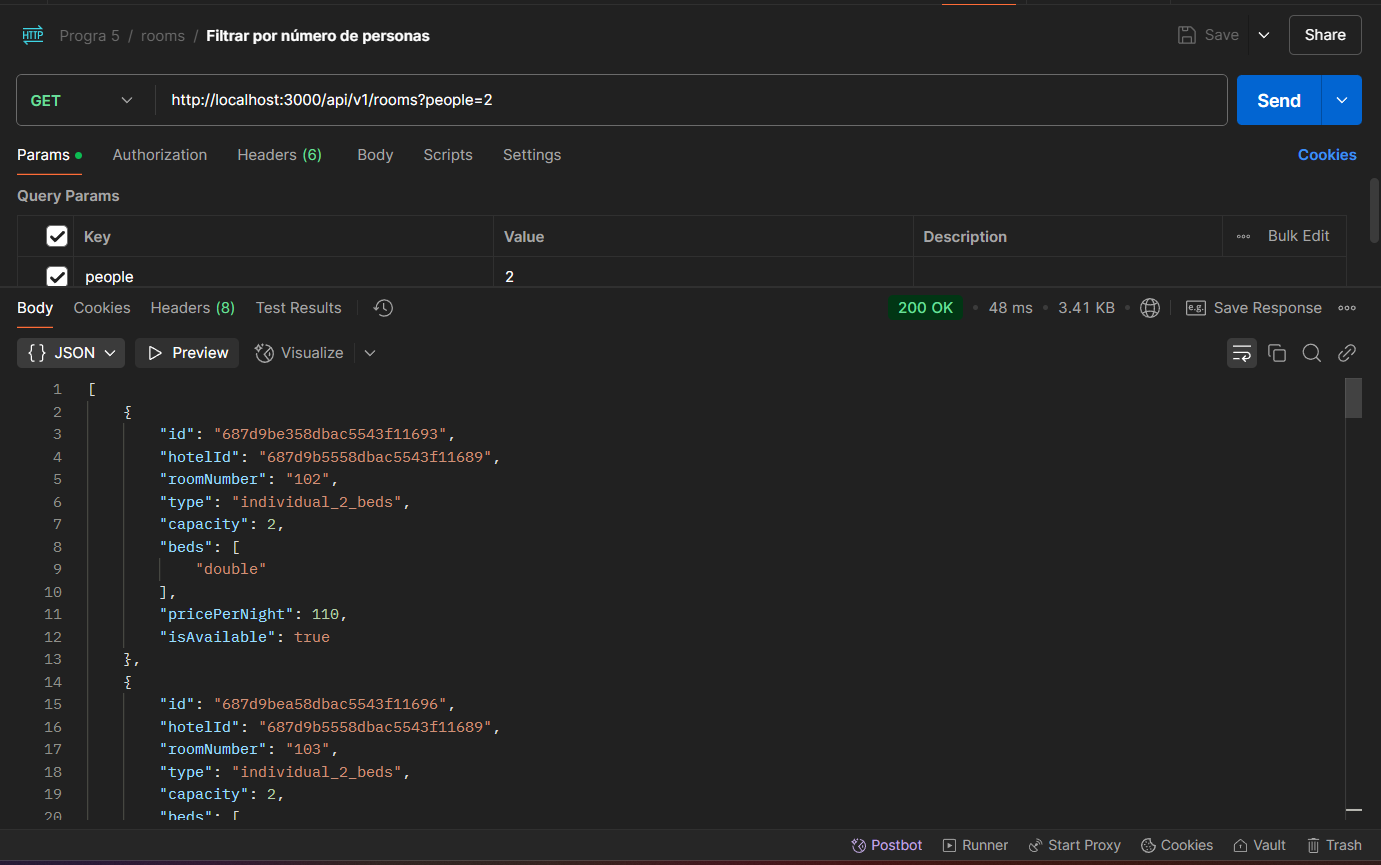 HTTP Progra 5 / rooms / Filtrar por número de personas Save Share
GET http://localhost:3000/api/v1/rooms?people=2 Send
Params Authorization Headers (6) Body Scripts Settings Cookies
Query Params
Key Value Description Bulk Edit
people 2
Body Cookies Headers (8) Test Results 200 OK • 48 ms • 3.41 KB • e.g. Save Response
{} JSON Preview Visualize
1 [
2 {
3 "id": "687d9be358dbac5543f11693",
4 "hotelId": "687d9b5558dbac5543f11689",
5 "roomNumber": "102",
6 "type": "individual_2_beds",
7 "capacity": 2,
8 "beds": [
9 "double"
10 ],
11 "pricePerNight": 110,
12 "isAvailable": true
13 },
14 {
15 "id": "687d9bea58dbac5543f11696",
16 "hotelId": "687d9b5558dbac5543f11689",
17 "roomNumber": "103",
18 "type": "individual_2_beds",
19 "capacity": 2,
20 "beds": [
Postbot Runner Start Proxy Cookies Vault Trash